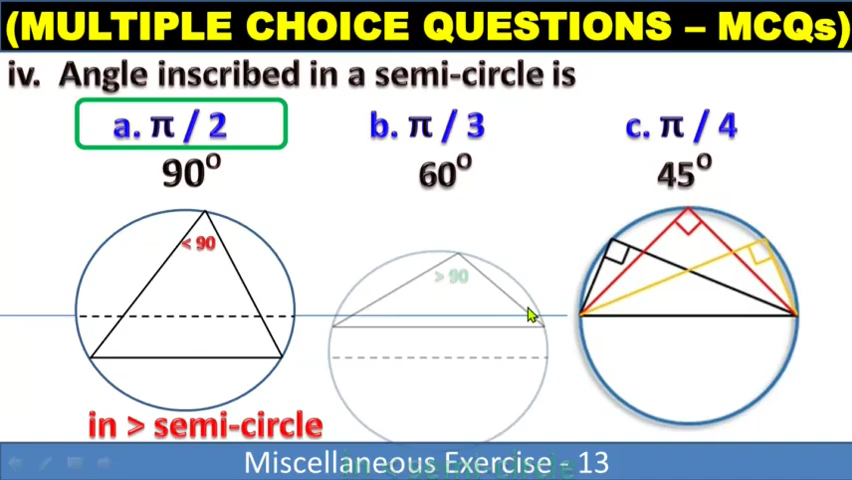 (MULTIPLE CHOICE QUESTIONS – MCQs)
iv. Angle inscribed in a semi-circle is
a. π / 2 b. π / 3 c. π / 4
90° 60° 45°
< 90
> 90
in > semi-circle
Miscellaneous Exercise - 13